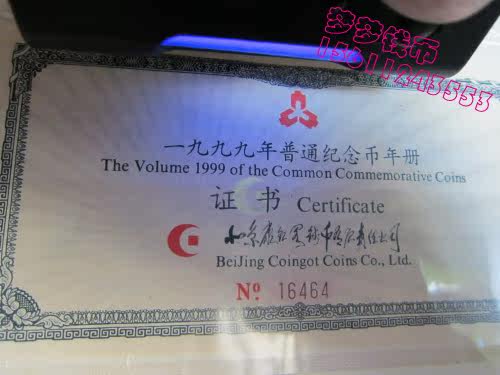 梦梦钱币
13611243553
一九九九年普通纪念币年册
The Volume 1999 of the Common Commemorative Coins
证书 Certificate
BeiJing Coingot Coins Co., Ltd.
Nº 16464